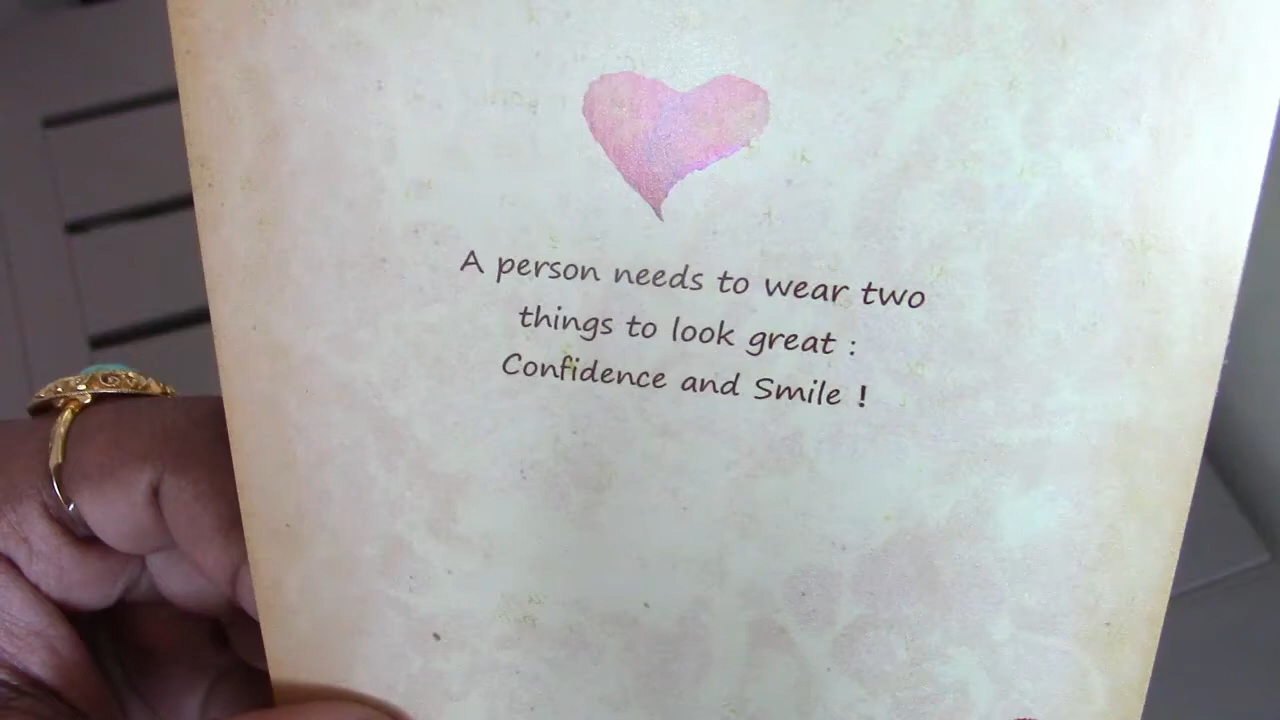 A person needs to wear two
things to look great :
Confidence and Smile !